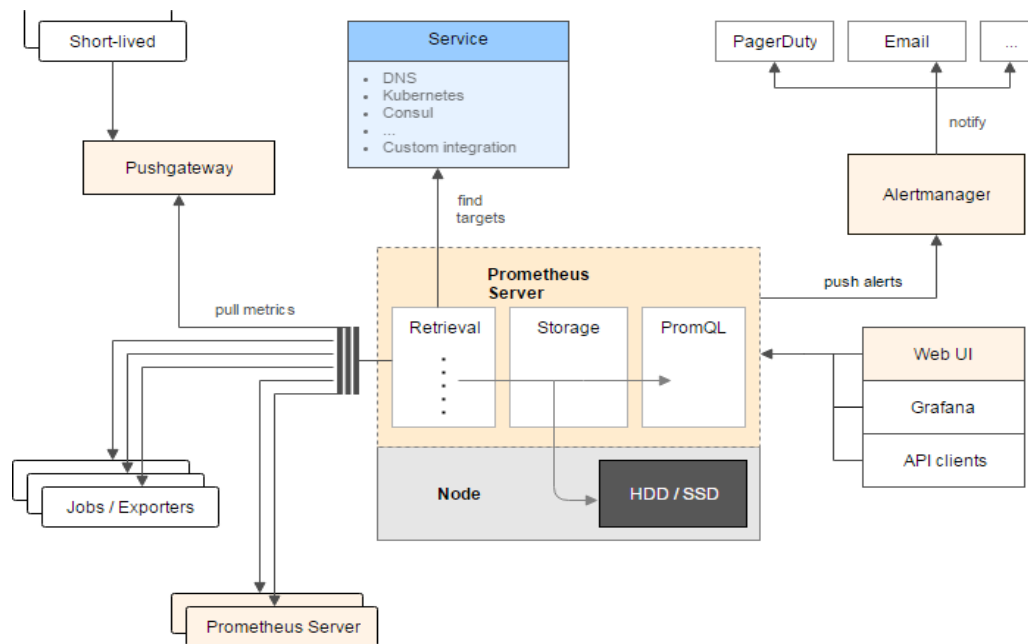 Short-lived
Service
DNS
Kubernetes
Consul
...
Custom integration
PagerDuty
Email
...
notify
Pushgateway
Alertmanager
find
targets
Prometheus
Server
push alerts
pull metrics
Retrieval
Storage
PromQL
Web UI
Grafana
API clients
Node
HDD / SSD
Jobs / Exporters
Prometheus Server